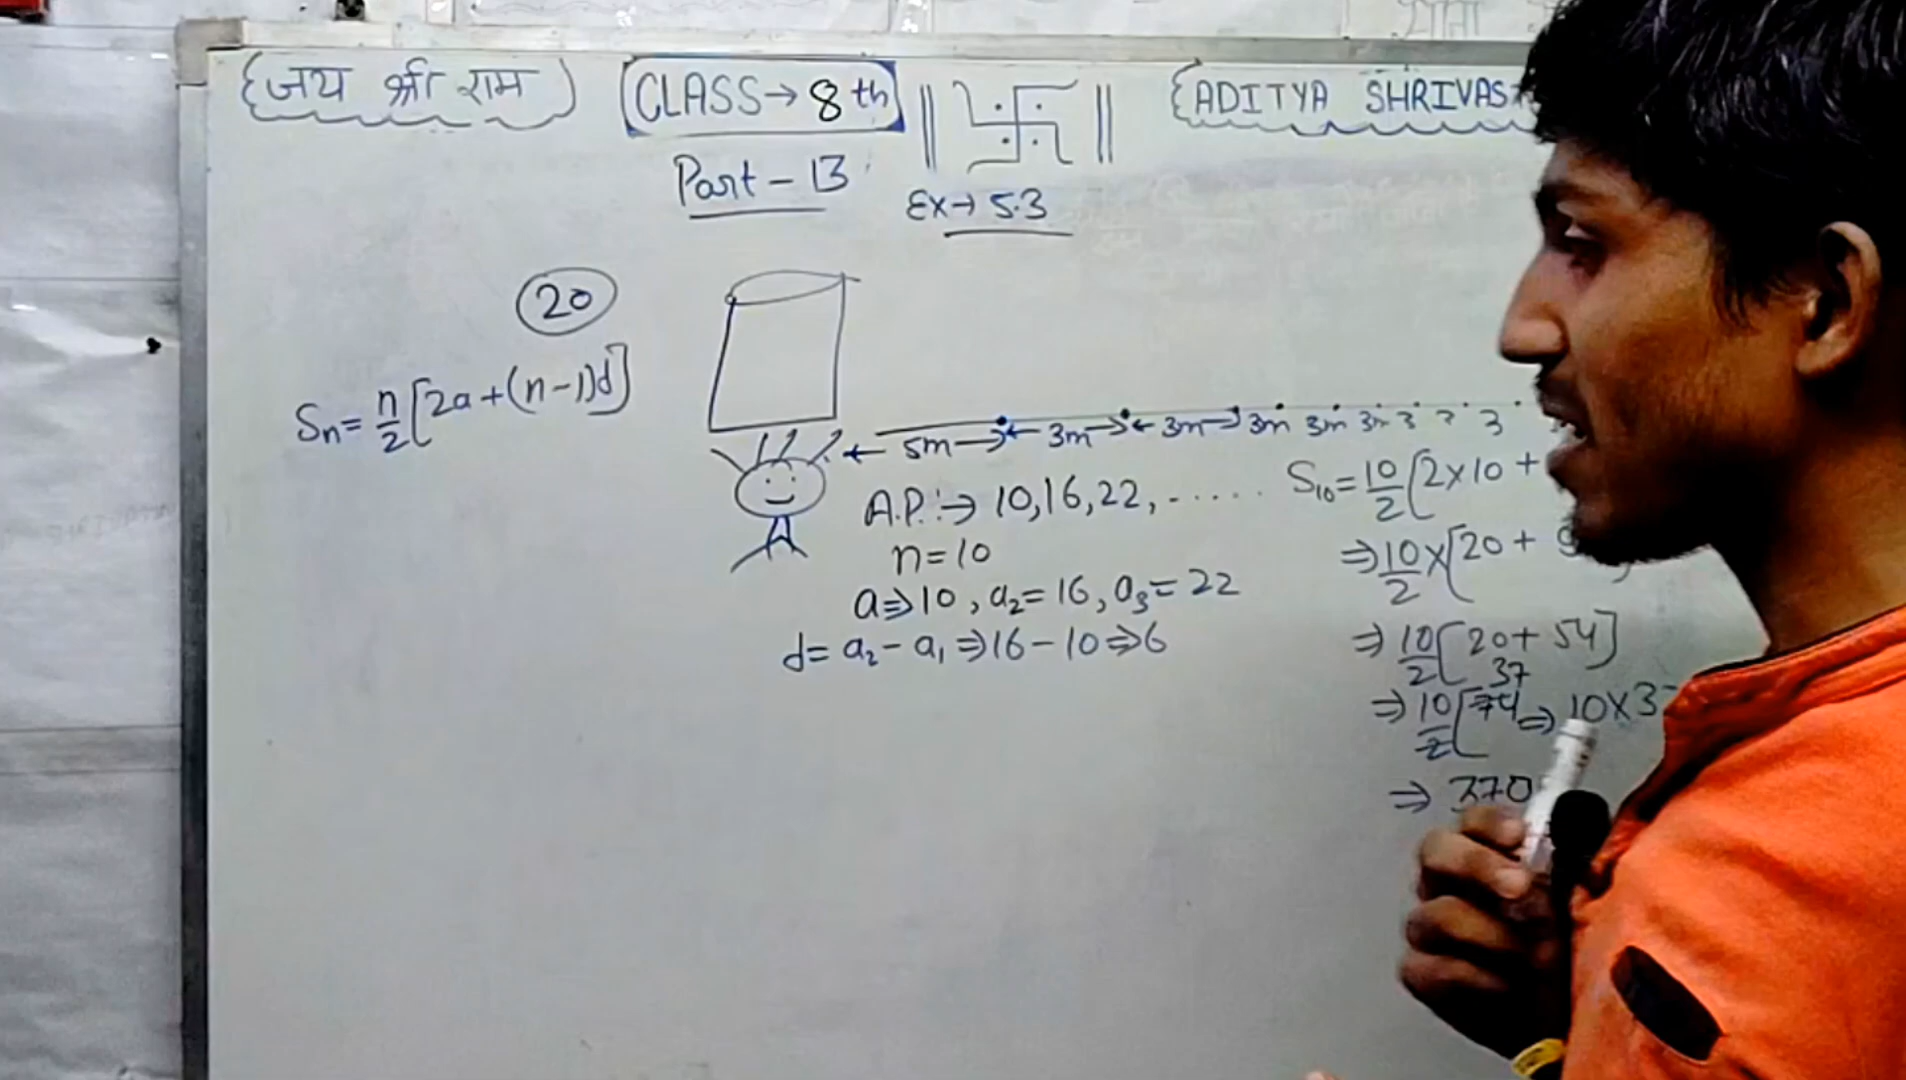 जय श्री राम
CLASS→ 8th
ADITYA SHRIVAS
Part - 13
Ex→ 5.3
20
Sn= n/2 [2a+(n-1)d]
← 5m → ← 3m → ← 3m → 3m 3m 3m 3 3
A.P.:→ 10,16,22, ......
n=10
a⇒10, a₂=16, a₃=22
d= a₂- a₁ ⇒16-10⇒6
S₁₀= 10/2 [2×10 +
⇒ 10/2 ×[20 + 9
⇒ 10/2 [20+ 54]
37
⇒ 10/2 [74 ⇒ 10×3
⇒ 370